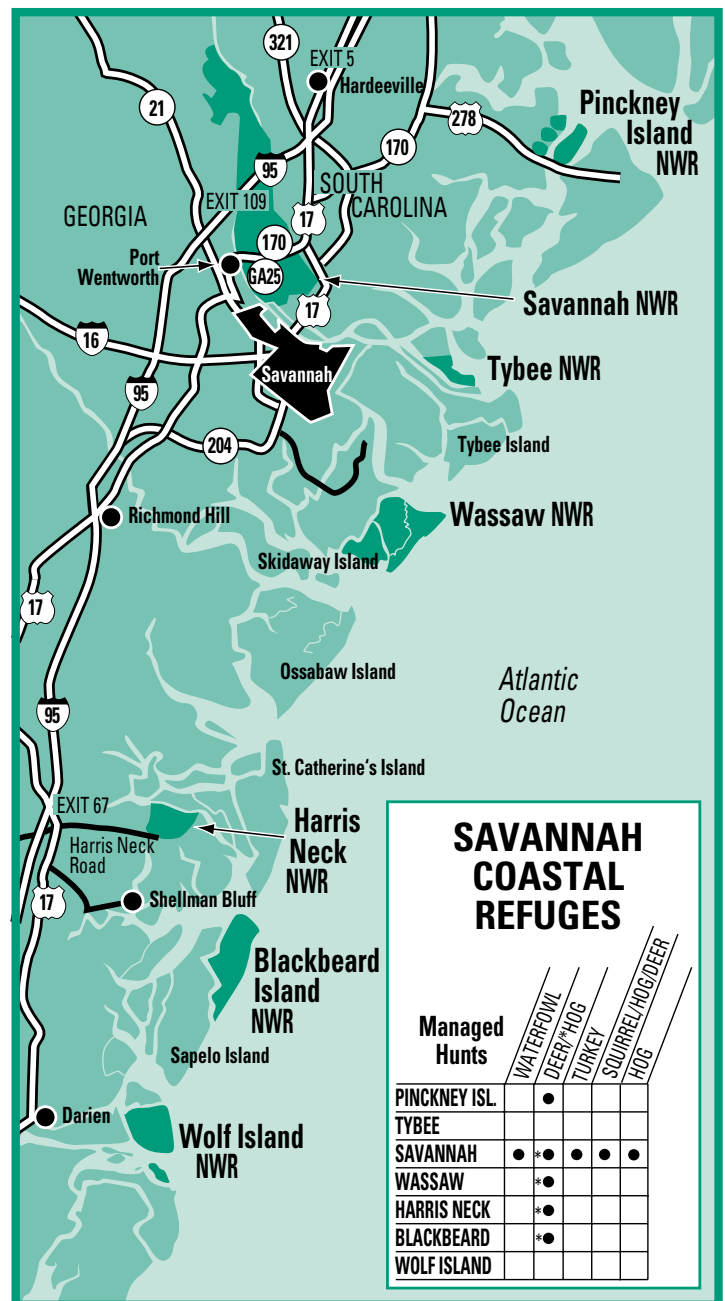 321
EXIT 5
Hardeeville
21
Pinckney
Island
NWR
278
170
95
SOUTH
CAROLINA
EXIT 109
GEORGIA
17
170
Port
Wentworth
GA25
Savannah NWR
17
16
Savannah
Tybee NWR
95
204
Tybee Island
Richmond Hill
Wassaw NWR
Skidaway Island
17
Ossabaw Island
Atlantic
Ocean
95
St. Catherine's Island
EXIT 67
Harris
Neck
NWR
Harris Neck
Road
17
Shellman Bluff
Blackbeard
Island
NWR
Sapelo Island
Darien
Wolf Island
NWR
SAVANNAH
COASTAL
REFUGES
Managed
Hunts
WATERFOWL
DEER/*HOG
TURKEY
SQUIRREL/HOG/DEER
HOG
PINCKNEY ISL. ●
TYBEE
SAVANNAH ● *● ● ● ●
WASSAW *●
HARRIS NECK *●
BLACKBEARD *●
WOLF ISLAND